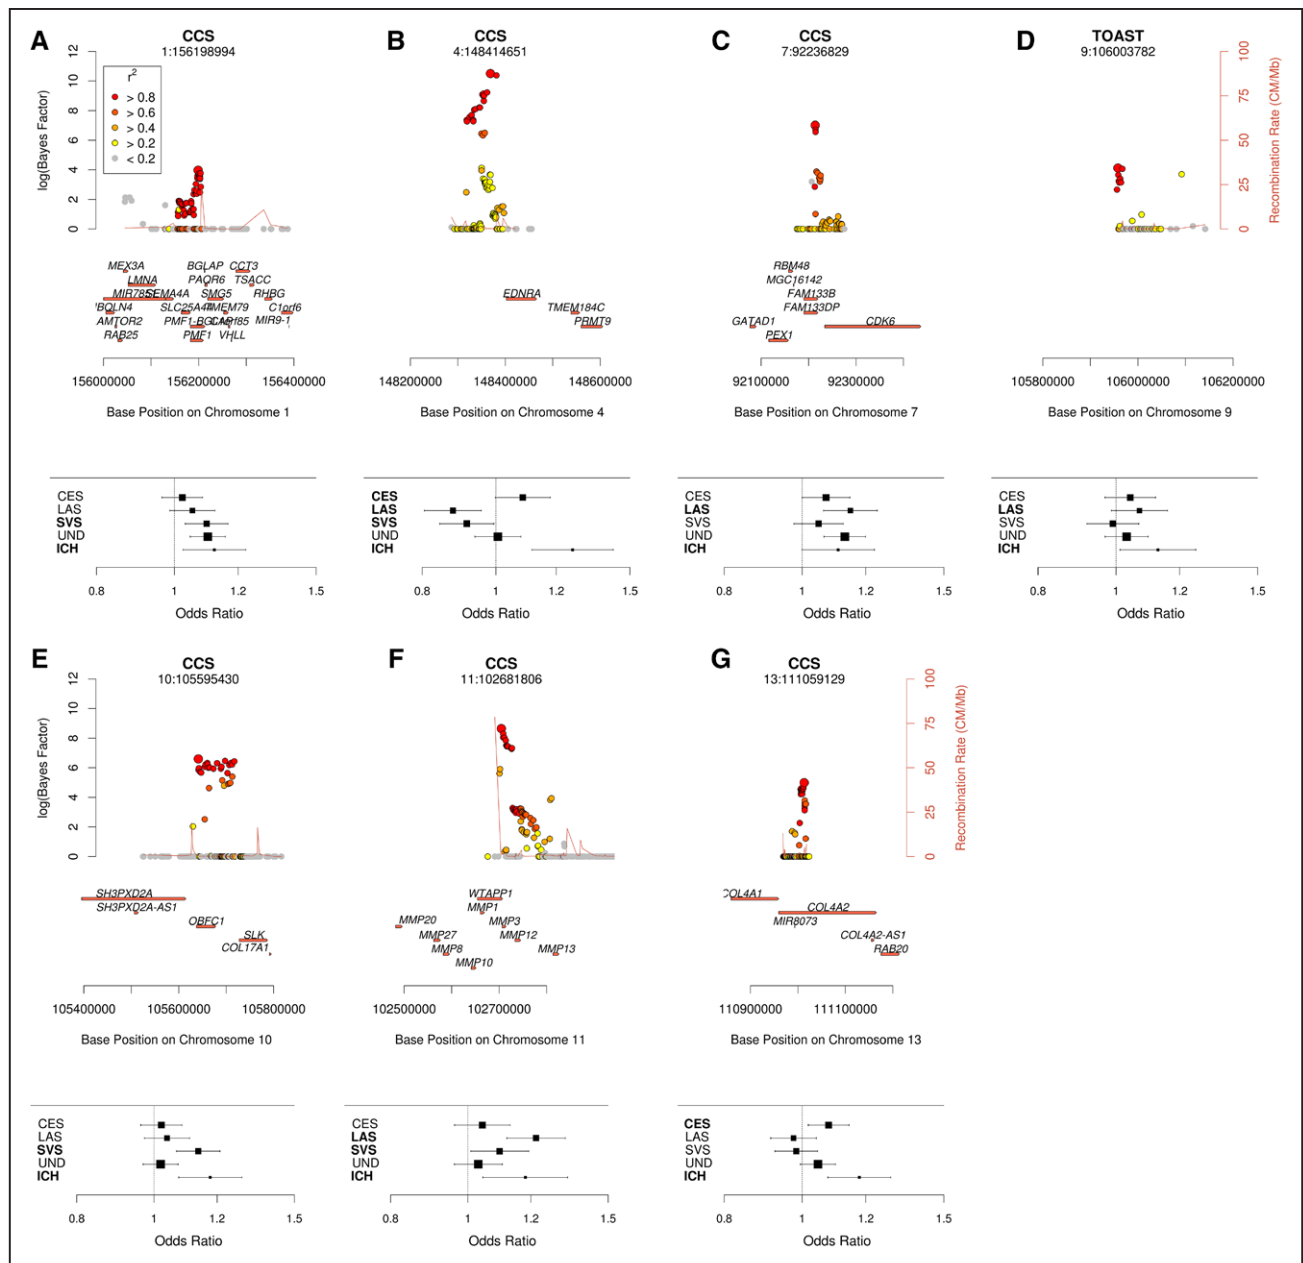 A
CCS
1:156198994
B
CCS
4:148414651
C
CCS
7:92236829
D
TOAST
9:106003782
12
10
8
6
4
2
0
log(Bayes Factor)
r2
> 0.8
> 0.6
> 0.4
> 0.2
< 0.2
100
75
50
25
0
Recombination Rate (CM/Mb)
MEX3A BGLAP CCT3
LMNA PAQR6 TSACC
SEMA4A SMG5 RHBG
BQLN4 TMEM79 C1orf6
AMTOR2 MIR9-1
RAB25 PMF1 VHLL
EDNRA
TMEM184C
PRMT9
RBM48
MGC16142
FAM133B
FAM133DP
GATAD1 CDK6
PEX1
156000000 156200000 156400000
Base Position on Chromosome 1
148200000 148400000 148600000
Base Position on Chromosome 4
92100000 92300000
Base Position on Chromosome 7
105800000 106000000 106200000
Base Position on Chromosome 9
CES
LAS
SVS
UND
ICH
0.8 1 1.2 1.5
Odds Ratio
CES
LAS
SVS
UND
ICH
0.8 1 1.2 1.5
Odds Ratio
CES
LAS
SVS
UND
ICH
0.8 1 1.2 1.5
Odds Ratio
CES
LAS
SVS
UND
ICH
0.8 1 1.2 1.5
Odds Ratio
E
CCS
10:105595430
F
CCS
11:102681806
G
CCS
13:111059129
12
10
8
6
4
2
0
log(Bayes Factor)
100
75
50
25
0
Recombination Rate (CM/Mb)
SH3PXD2A
SH3PXD2A-AS1
OBFC1
SLK
COL17A1
WTAPP1
MMP1
MMP20 MMP3
MMP27 MMP12
MMP8 MMP13
MMP10
COL4A1
COL4A2
MIR8073
COL4A2-AS1
RAB20
105400000 105600000 105800000
Base Position on Chromosome 10
102500000 102700000
Base Position on Chromosome 11
110900000 111100000
Base Position on Chromosome 13
CES
LAS
SVS
UND
ICH
0.8 1 1.2 1.5
Odds Ratio
CES
LAS
SVS
UND
ICH
0.8 1 1.2 1.5
Odds Ratio
CES
LAS
SVS
UND
ICH
0.8 1 1.2 1.5
Odds Ratio